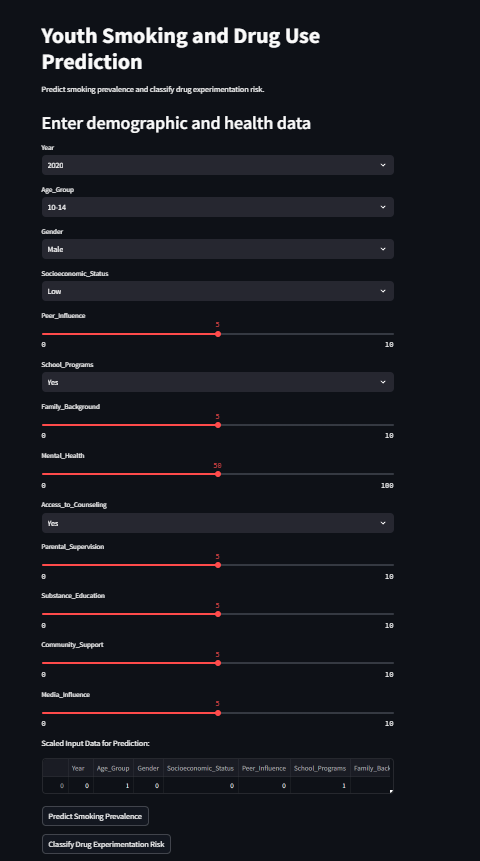 Youth Smoking and Drug Use
Prediction
Predict smoking prevalence and classify drug experimentation risk.
Enter demographic and health data
Year
2020
Age_Group
10-14
Gender
Male
Socioeconomic_Status
Low
Peer_Influence
5
0 10
School_Programs
Yes
Family_Background
5
0 10
Mental_Health
50
0 100
Access_to_Counseling
Yes
Parental_Supervision
5
0 10
Substance_Education
5
0 10
Community_Support
5
0 10
Media_Influence
5
0 10
Scaled Input Data for Prediction:
Year Age_Group Gender Socioeconomic_Status Peer_Influence School_Programs Family_Back
0 0 1 0 0 0 1
Predict Smoking Prevalence
Classify Drug Experimentation Risk